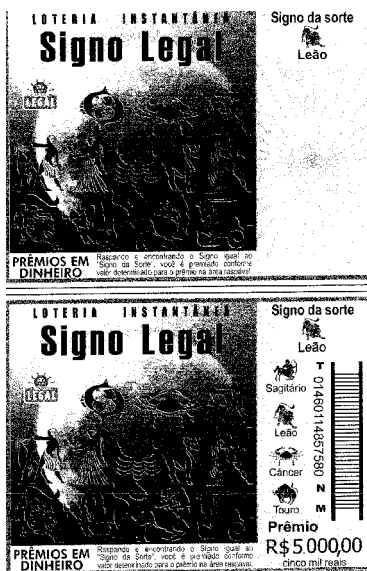 LOTERIA INSTANTÂNEA
Signo Legal
LEGAL
PRÊMIOS EM
DINHEIRO
Raspando e encontrando o Signo igual ao
"Signo da Sorte", você é premiado conforme
valor determinado para o prêmio na área raspável.
Signo da sorte
Leão
LOTERIA INSTANTÂNEA
Signo Legal
LEGAL
PRÊMIOS EM
DINHEIRO
Raspando e encontrando o Signo igual ao
"Signo da Sorte", você é premiado conforme
valor determinado para o prêmio na área raspável.
Signo da sorte
Leão
Sagitário
Leão
Câncer
Touro
T
014601148557580
N
M
Prêmio
R$5.000,00
cinco mil reais